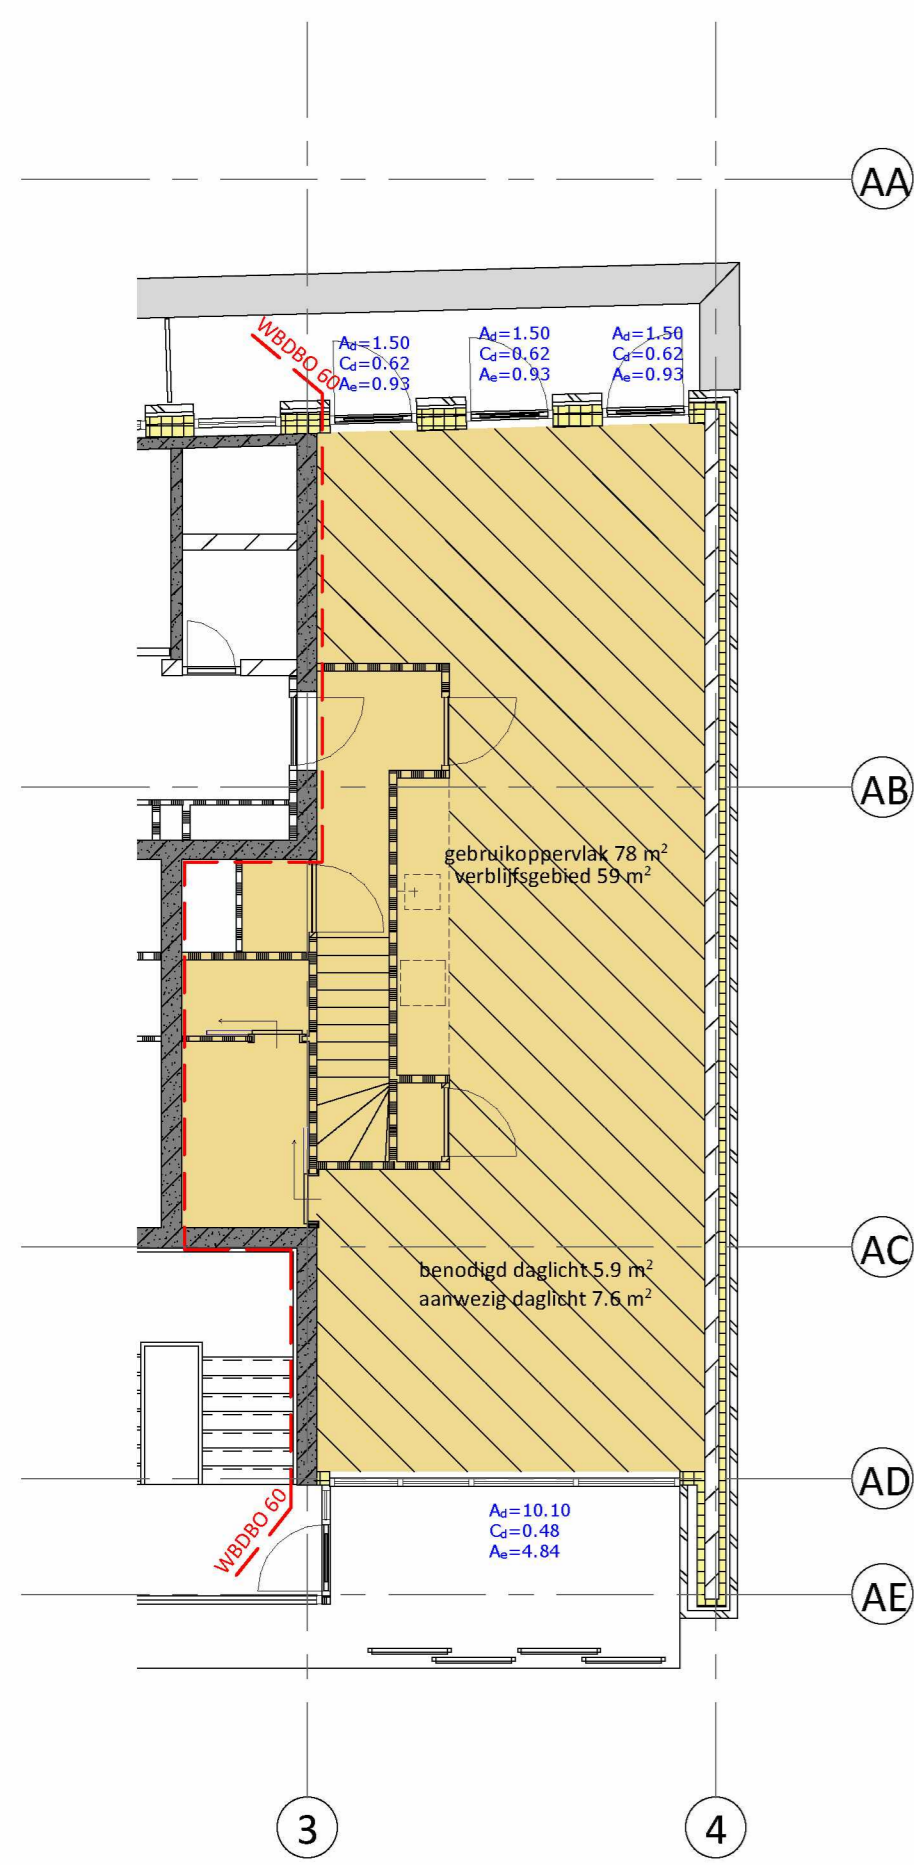 AA
WBDBO 60
Ad=1.50
Cd=0.62
Ae=0.93
Ad=1.50
Cd=0.62
Ae=0.93
Ad=1.50
Cd=0.62
Ae=0.93
AB
gebruikoppervlak 78 m²
verblijfsgebied 59 m²
AC
benodigd daglicht 5.9 m²
aanwezig daglicht 7.6 m²
AD
WBDBO 60
Ad=10.10
Cd=0.48
Ae=4.84
AE
3
4